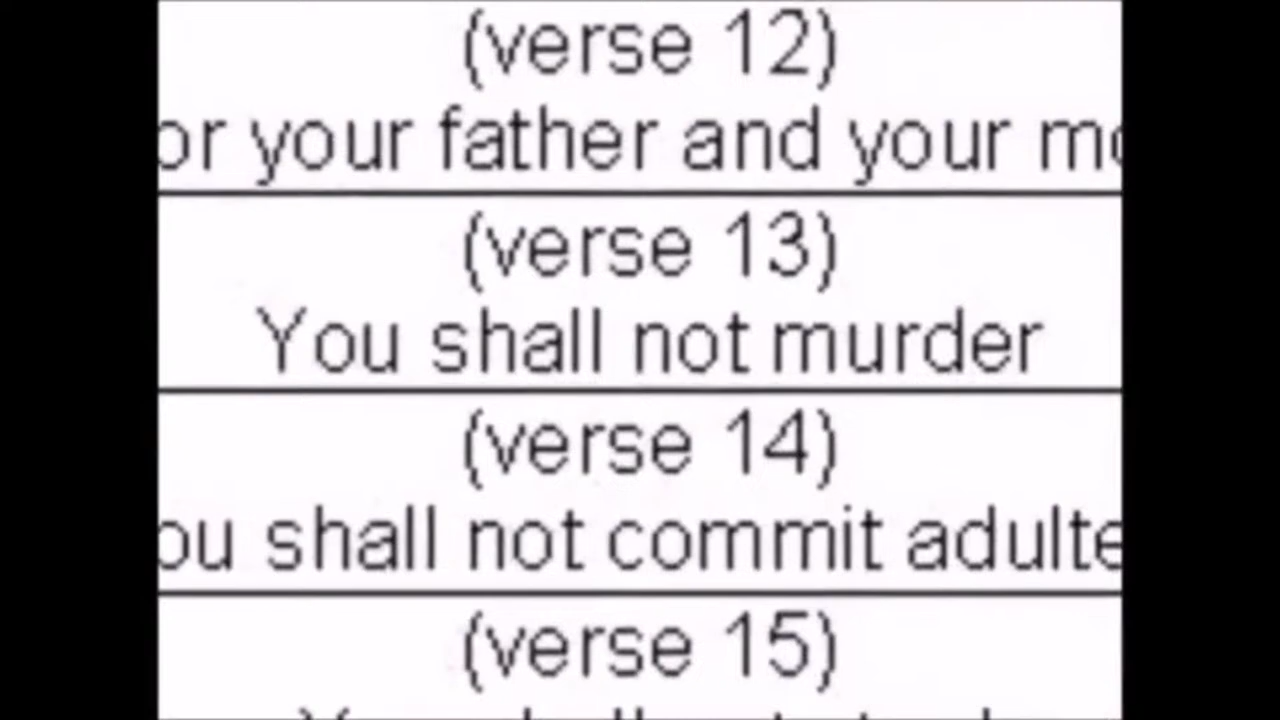 (verse 12)
or your father and your mo
(verse 13)
You shall not murder
(verse 14)
ou shall not commit adulte
(verse 15)